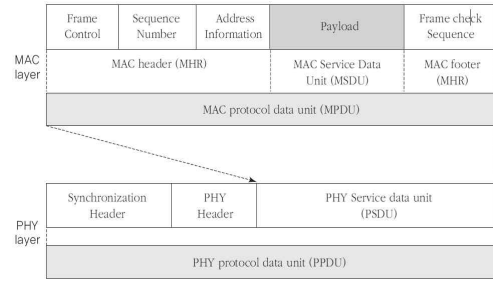 Frame
Control
Sequence
Number
Address
Information
Payload
Frame check
Sequence
MAC
layer
MAC header (MHR)
MAC Service Data
Unit (MSDU)
MAC footer
(MHR)
MAC protocol data unit (MPDU)
Synchronization
Header
PHY
Header
PHY Service data unit
(PSDU)
PHY
layer
PHY protocol data unit (PPDU)